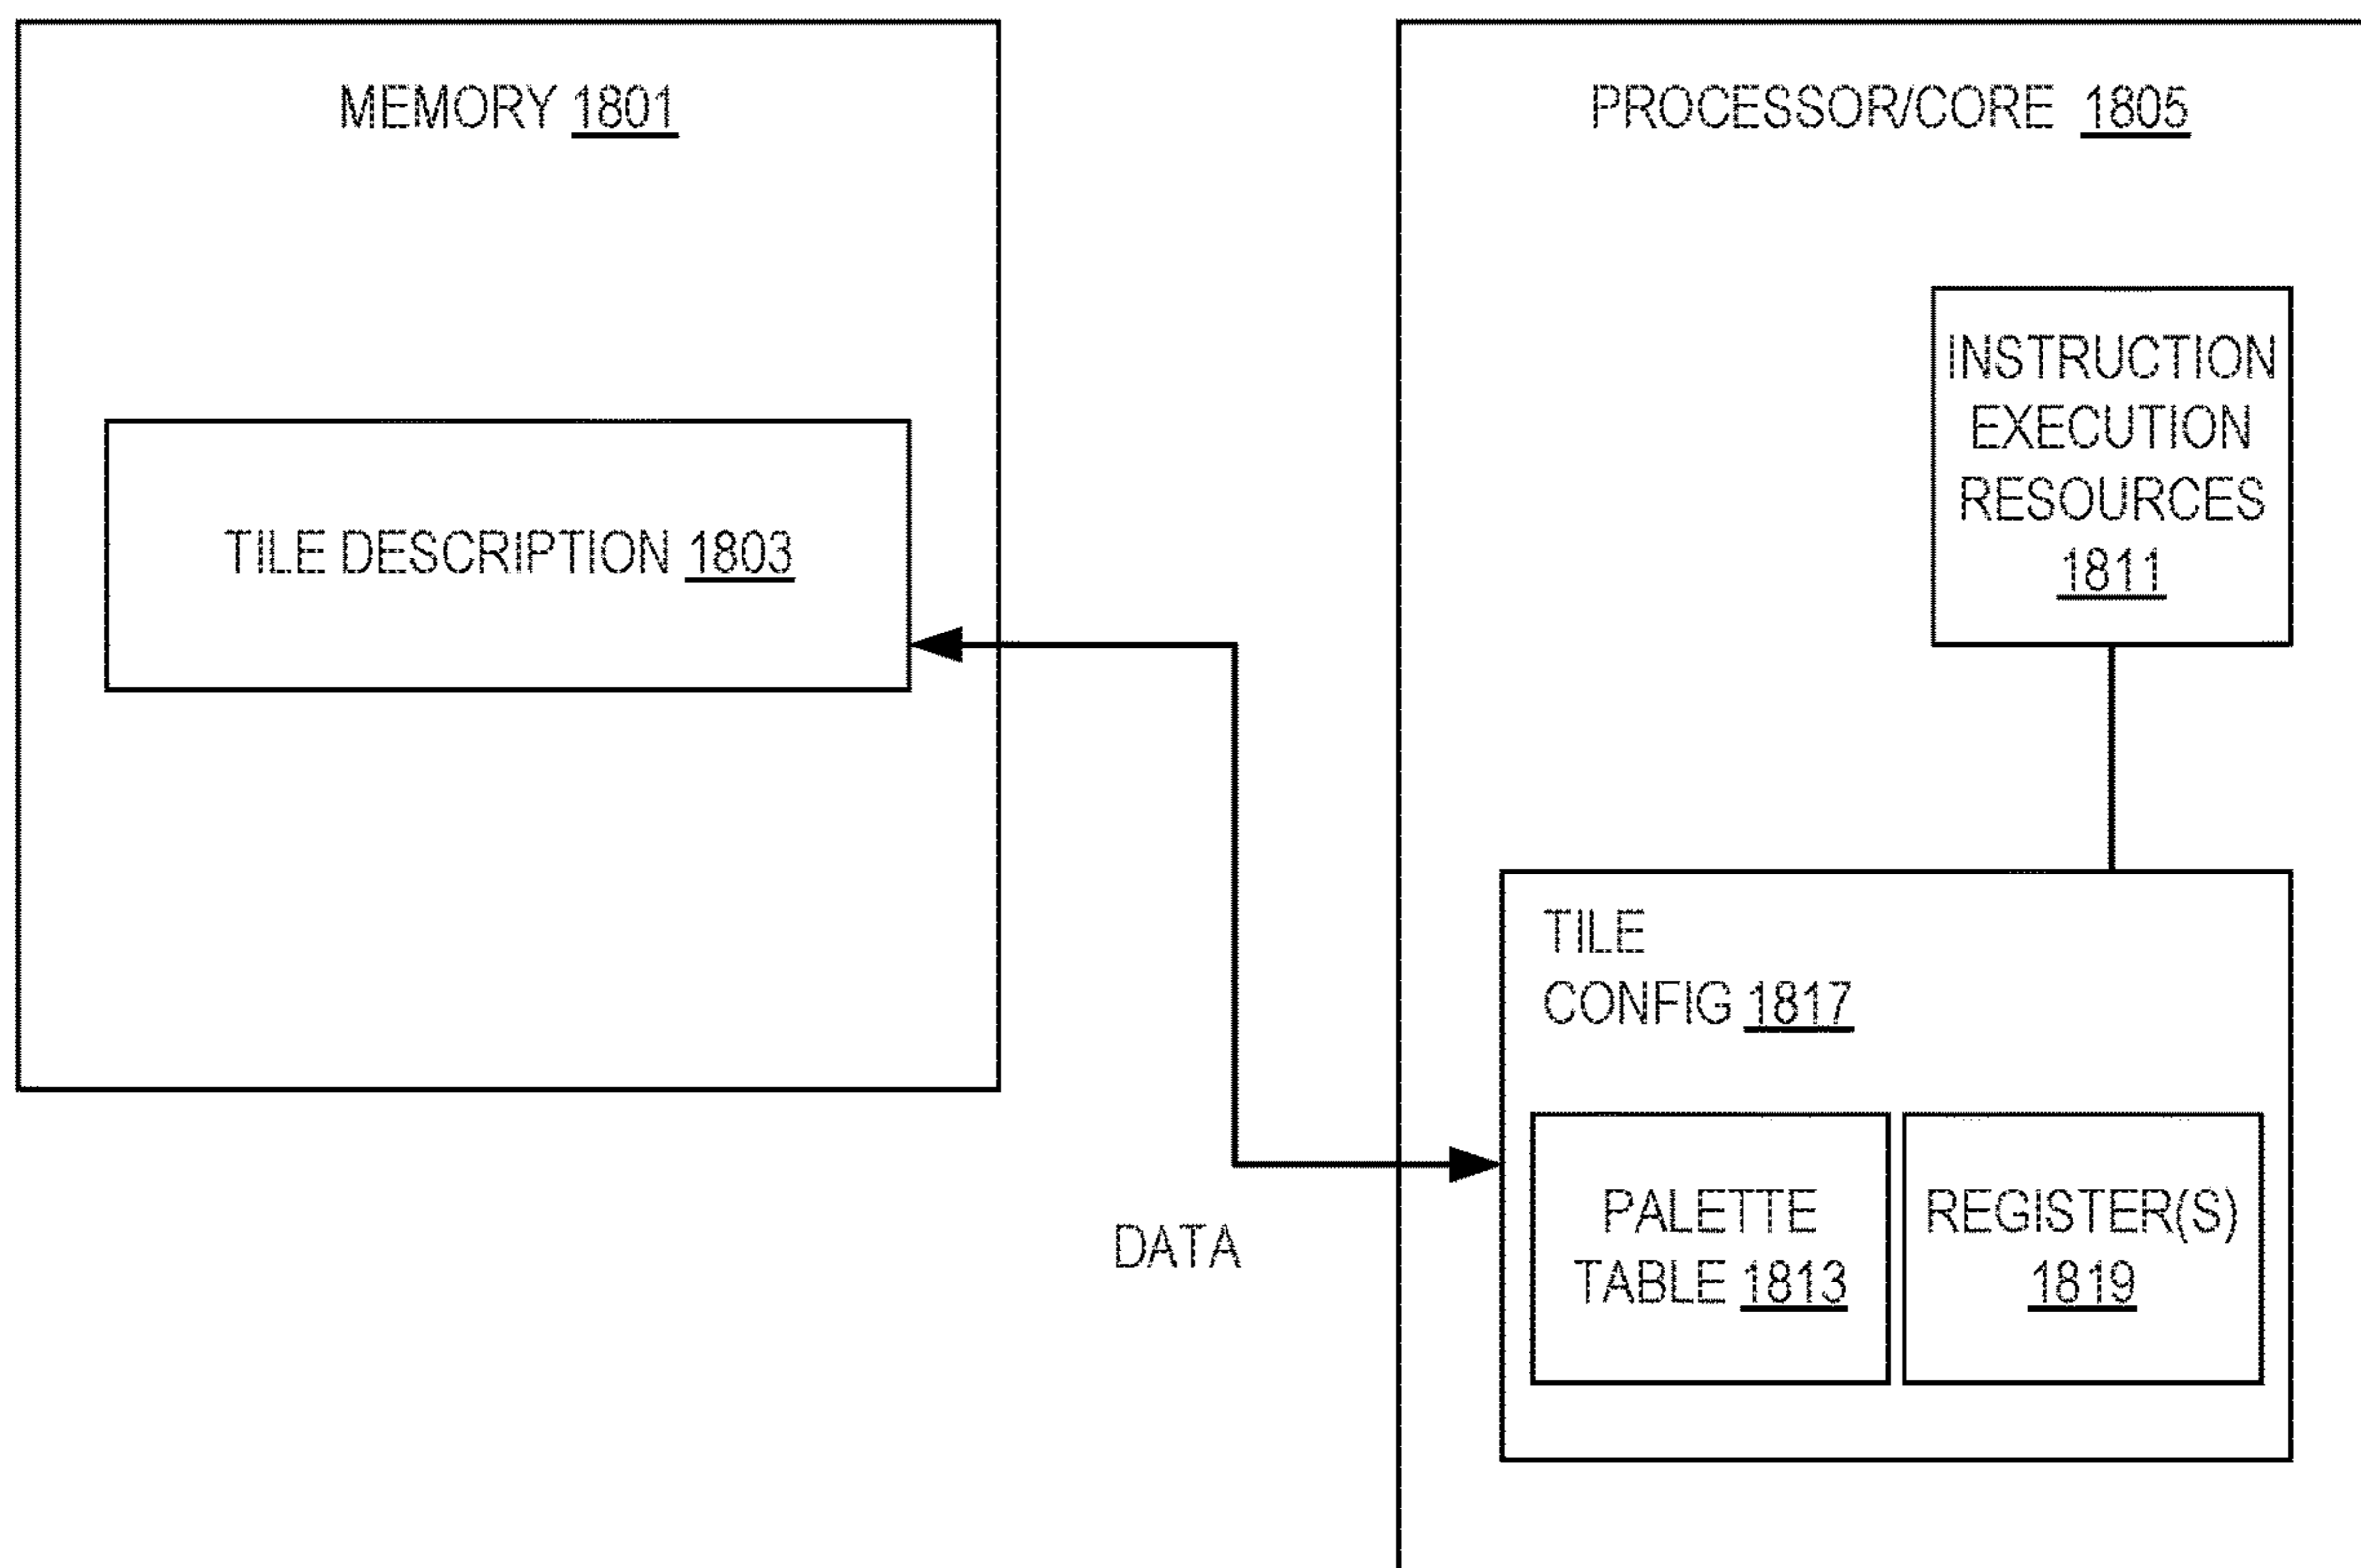 MEMORY 1801
TILE DESCRIPTION 1803
PROCESSOR/CORE 1805
INSTRUCTION
EXECUTION
RESOURCES
1811
TILE
CONFIG 1817
PALETTE
TABLE 1813
REGISTER(S)
1819
DATA